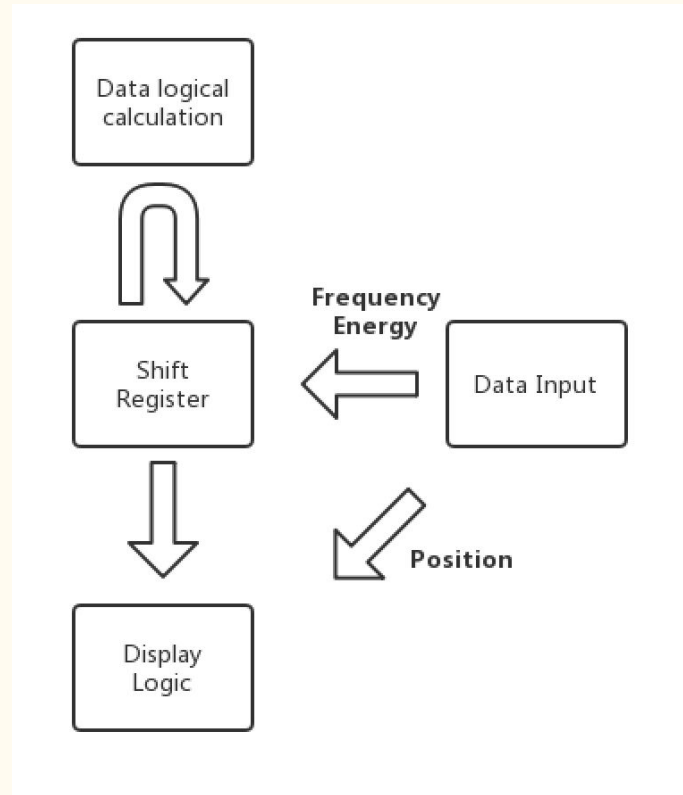 Data logical
calculation
Frequency
Energy
Shift
Register
Data Input
Position
Display
Logic